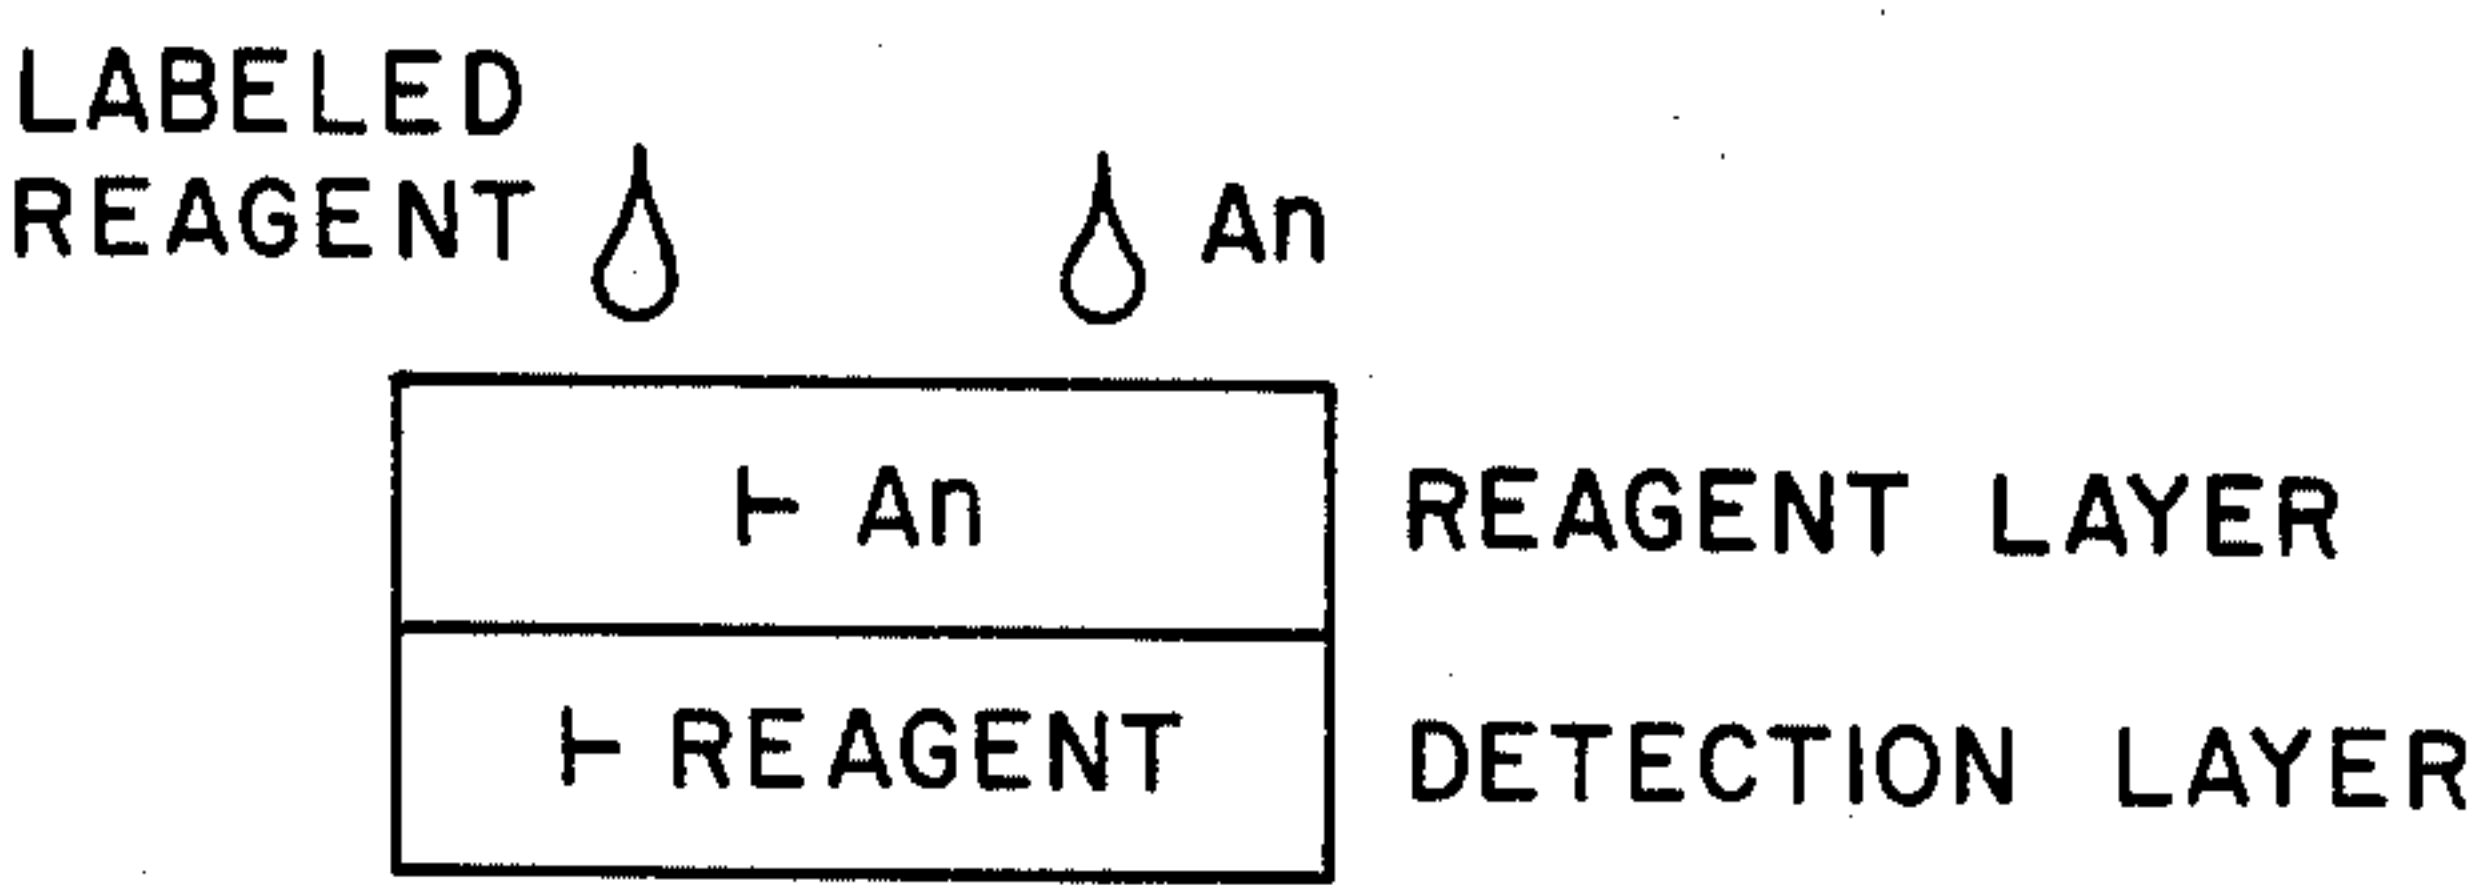 LABELED
REAGENT
An
⊢ An
REAGENT LAYER
⊢ REAGENT
DETECTION LAYER